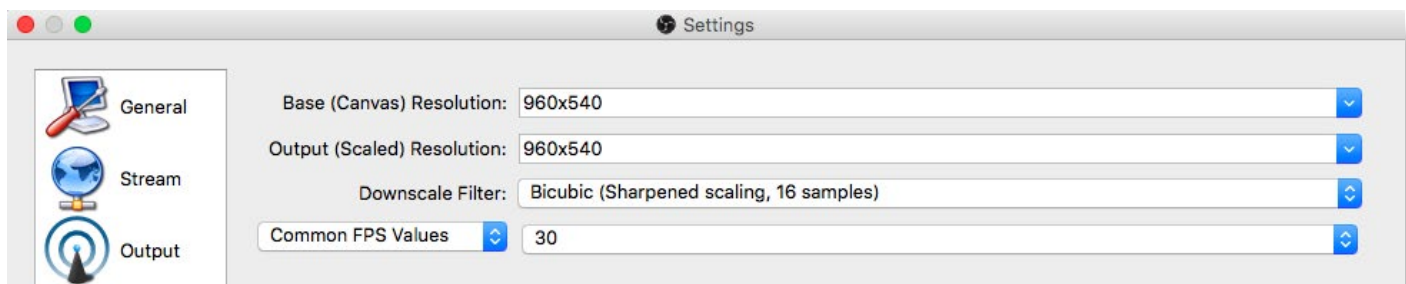 Settings
General
Base (Canvas) Resolution: 960x540
Output (Scaled) Resolution: 960x540
Stream
Downscale Filter: Bicubic (Sharpened scaling, 16 samples)
Common FPS Values 30
Output